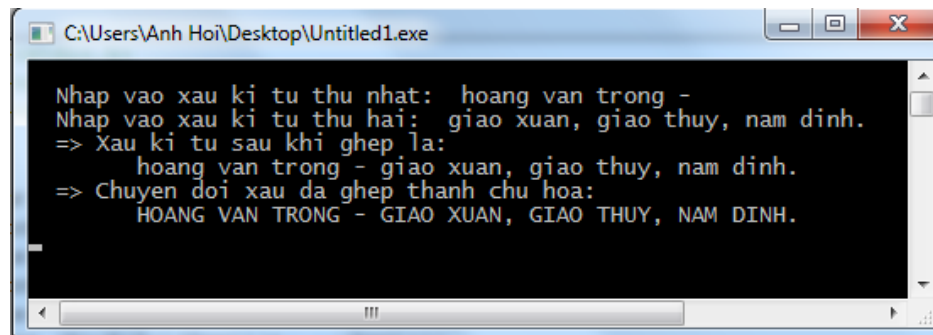 C:\Users\Anh Hoi\Desktop\Untitled1.exe
Nhap vao xau ki tu thu nhat:  hoang van trong -
Nhap vao xau ki tu thu hai:  giao xuan, giao thuy, nam dinh.
=> Xau ki tu sau khi ghep la:
hoang van trong - giao xuan, giao thuy, nam dinh.
=> Chuyen doi xau da ghep thanh chu hoa:
HOANG VAN TRONG - GIAO XUAN, GIAO THUY, NAM DINH.